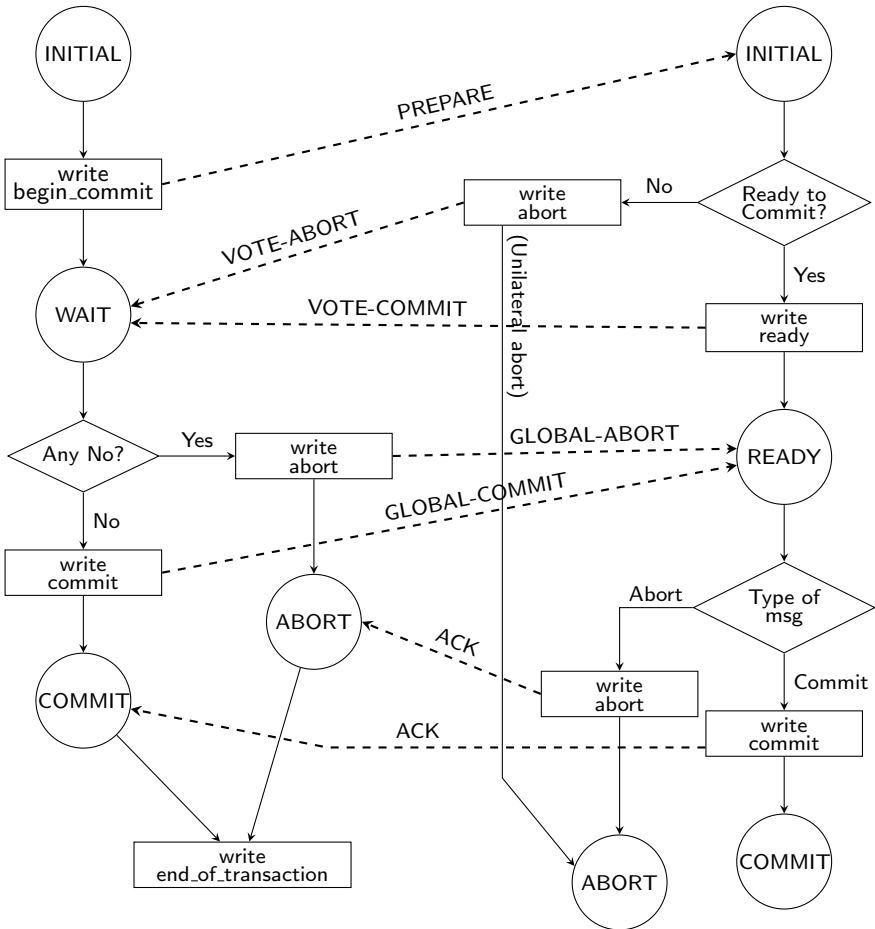 INITIAL
INITIAL
PREPARE
write
begin_commit
write
abort
No
Ready to
Commit?
VOTE-ABORT
(Unilateral abort)
Yes
WAIT
VOTE-COMMIT
write
ready
Any No?
Yes
write
abort
GLOBAL-ABORT
READY
GLOBAL-COMMIT
No
write
commit
ABORT
Abort
Type of
msg
ACK
write
abort
Commit
COMMIT
ACK
write
commit
write
end_of_transaction
ABORT
COMMIT